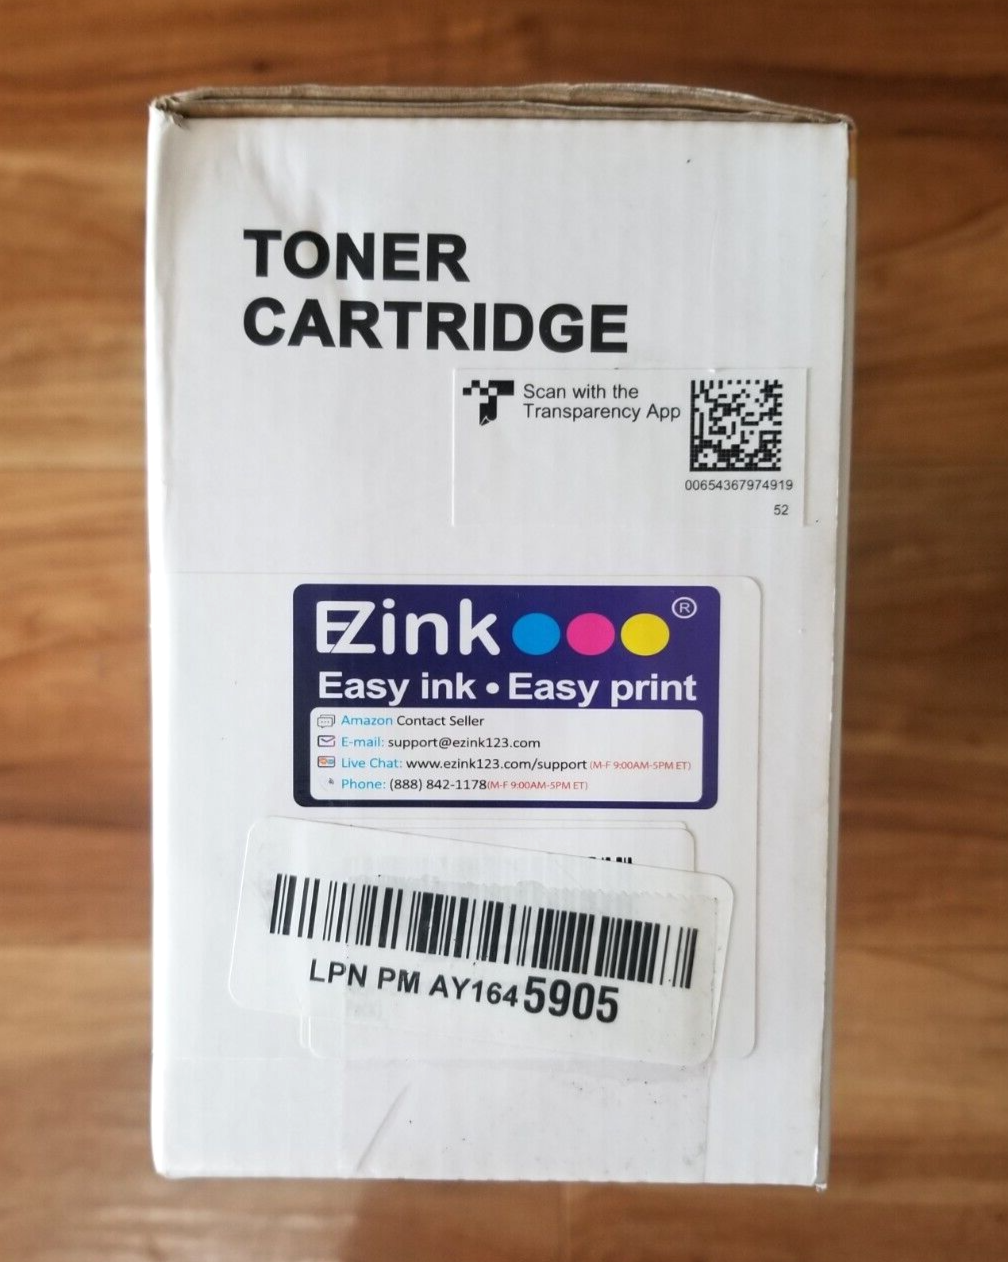 TONER
CARTRIDGE
Scan with the
Transparency App
00654367974919
52
EZink ®
Easy ink • Easy print
Amazon Contact Seller
E-mail: support@ezink123.com
Live Chat: www.ezink123.com/support (M-F 9:00AM-5PM ET)
Phone: (888) 842-1178(M-F 9:00AM-5PM ET)
LPN PM AY1645905